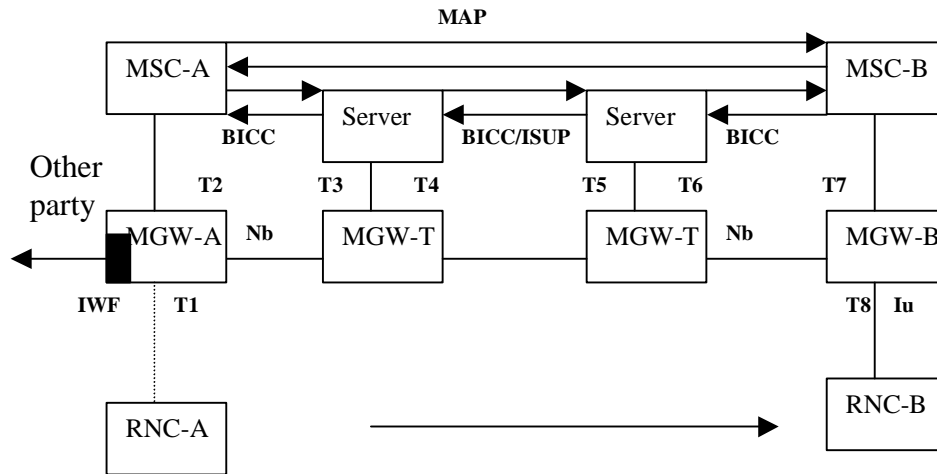 MAP
MSC-A
MSC-B
Server
Server
BICC
BICC/ISUP
BICC
Other
party
T2
T3
T4
T5
T6
T7
MGW-A
Nb
MGW-T
MGW-T
Nb
MGW-B
IWF
T1
T8
Iu
RNC-A
RNC-B